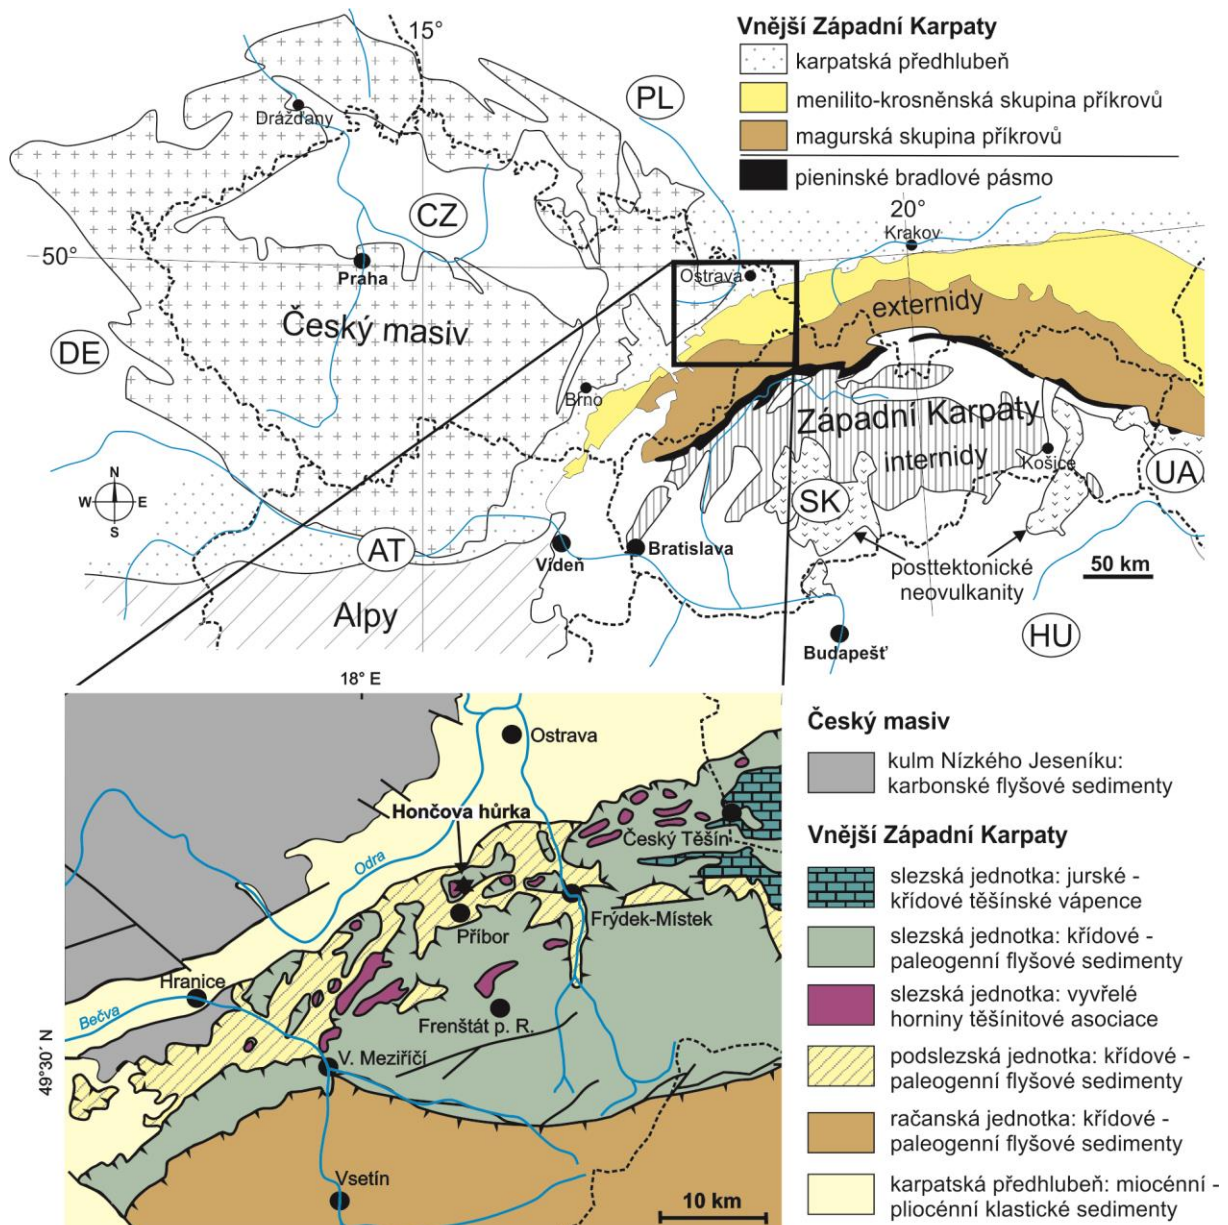 15°
Vnější Západní Karpaty
karpatská předhlubeň
menilito-krosněnská skupina příkrovů
magurská skupina příkrovů
pieninské bradlové pásmo
PL
Drážďany
CZ
20°
Krakov
50°
Praha
Ostrava
externidy
Český masiv
DE
Brno
Západní Karpaty
internidy
Košice
UA
N
W E
S
SK
AT
Vídeň
Bratislava
posttektonické
neovulkanity
50 km
Alpy
HU
Budapešť
18° E
Ostrava
Hončova hůrka
Český Těšín
Odra
Frýdek-Místek
Příbor
Hranice
Bečva
Frenštát p. R.
V. Meziříčí
49°30´ N
Vsetín
10 km
Český masiv
kulm Nízkého Jeseníku:
karbonské flyšové sedimenty
Vnější Západní Karpaty
slezská jednotka: jurské -
křídové těšínské vápence
slezská jednotka: křídové -
paleogenní flyšové sedimenty
slezská jednotka: vyvřelé
horniny těšínitové asociace
podslezská jednotka: křídové -
paleogenní flyšové sedimenty
račanská jednotka: křídové -
paleogenní flyšové sedimenty
karpatská předhlubeň: miocénní -
pliocénní klastické sedimenty